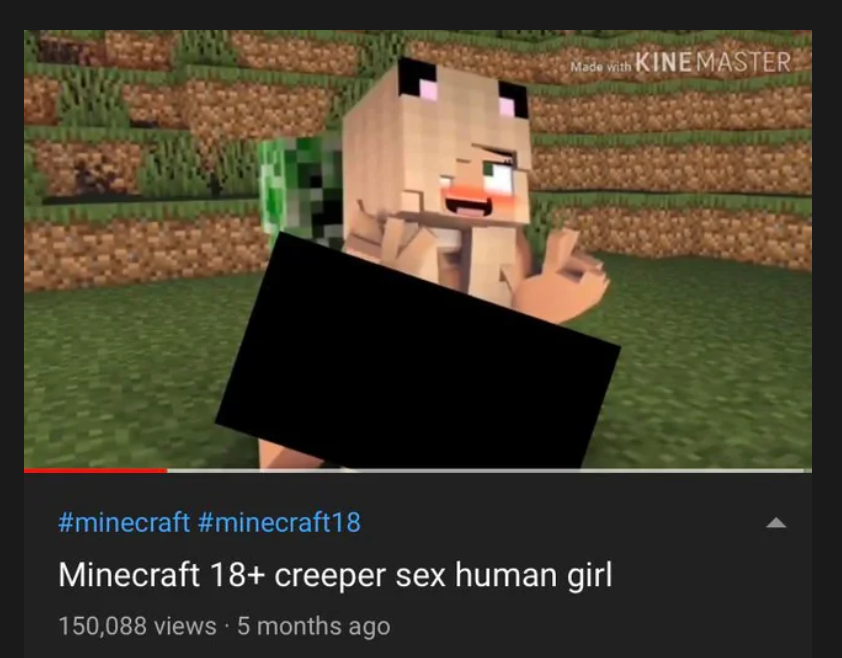 Made with KINEMASTER
#minecraft #minecraft18
Minecraft 18+ creeper sex human girl
150,088 views · 5 months ago